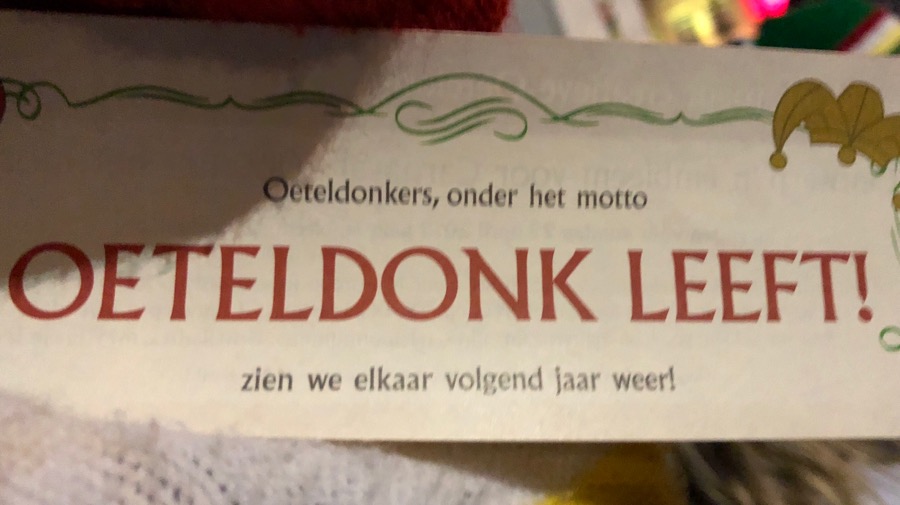 Oeteldonkers, onder het motto
OETELDONK LEEFT!
zien we elkaar volgend jaar weer!